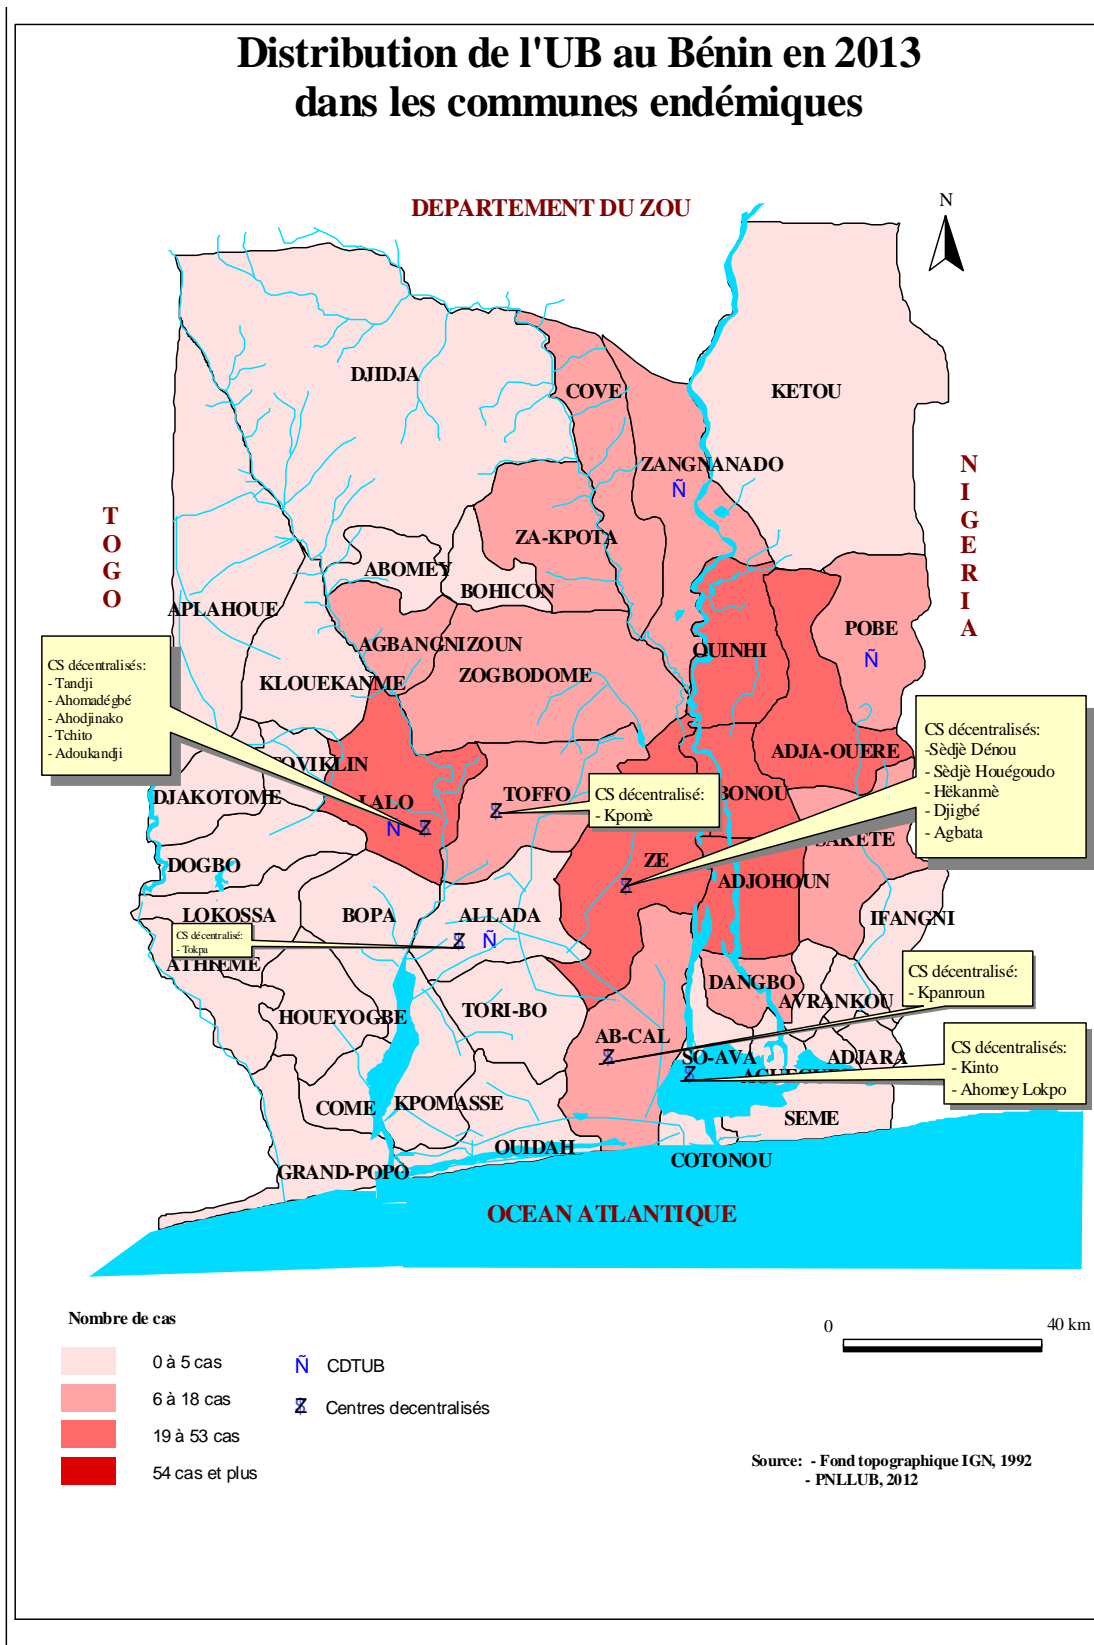 Distribution de l'UB au Bénin en 2013
dans les communes endémiques
DEPARTEMENT DU ZOU
N
DJIDJA
COVE
KETOU
ZANGNANADO
Ñ
TOGO
NIGERIA
ZA-KPOTA
ABOMEY
BOHICON
APLAHOUE
POBE
Ñ
AGBANGNIZOUN
OUINHI
ZOGBODOME
KLOUEKANME
CS décentralisés:
- Tandji
- Ahomadégbé
- Ahodjinako
- Tchito
- Adoukandji
CS décentralisés:
-Sèdjè Dénou
- Sèdjè Houégoudo
- Hëkanmè
- Djigbé
- Agbata
ADJA-OUERE
TOVIKLIN
DJAKOTOME
LALO
Ñ
TOFFO
CS décentralisé:
- Kpomè
BONOU
SAKETE
DOGBO
ZE
ADJOHOUN
LOKOSSA
BOPA
ALLADA
Ñ
IFANGNI
CS décentralisé:
- Tokpa
ATHIEME
CS décentralisé:
- Kpanroun
DANGBO
AVRANKOU
HOUEYOGBE
TORI-BO
AB-CAL
SO-AVA
ADJARA
CS décentralisés:
- Kinto
- Ahomey Lokpo
COME
KPOMASSE
SEME
OUIDAH
COTONOU
GRAND-POPO
OCEAN ATLANTIQUE
Nombre de cas
0 à 5 cas
6 à 18 cas
19 à 53 cas
54 cas et plus
Ñ CDTUB
Centres decentralisés
0 40 km
Source: - Fond topographique IGN, 1992
- PNLLUB, 2012